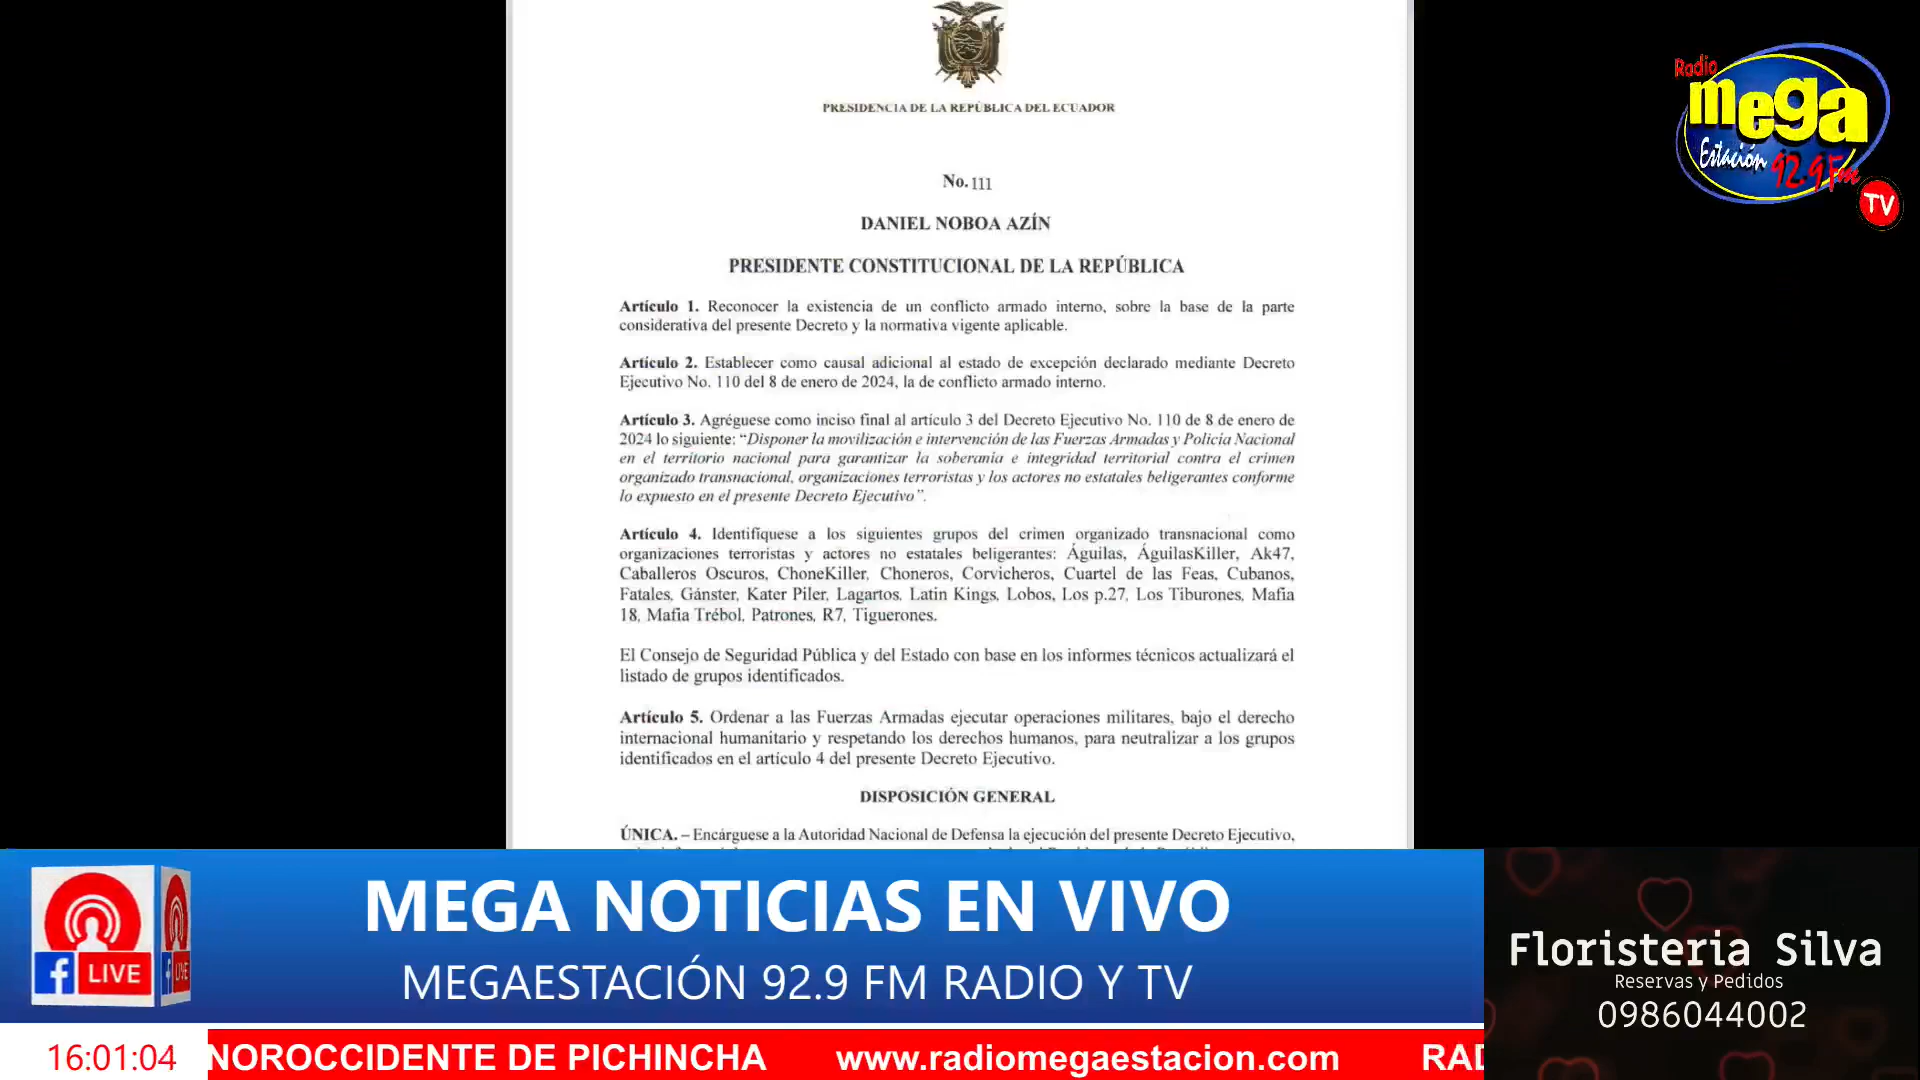 PRESIDENCIA DE LA REPÚBLICA DEL ECUADOR
No. 111
DANIEL NOBOA AZÍN
PRESIDENTE CONSTITUCIONAL DE LA REPÚBLICA
Artículo 1. Reconocer la existencia de un conflicto armado interno, sobre la base de la parte
considerativa del presente Decreto y la normativa vigente aplicable.
Artículo 2. Establecer como causal adicional al estado de excepción declarado mediante Decreto
Ejecutivo No. 110 del 8 de enero de 2024, la de conflicto armado interno.
Artículo 3. Agréguese como inciso final al artículo 3 del Decreto Ejecutivo No. 110 de 8 de enero de
2024 lo siguiente: “Disponer la movilización e intervención de las Fuerzas Armadas y Policía Nacional
en el territorio nacional para garantizar la soberanía e integridad territorial contra el crimen
organizado transnacional, organizaciones terroristas y los actores no estatales beligerantes conforme
lo expuesto en el presente Decreto Ejecutivo”.
Artículo 4. Identifíquese a los siguientes grupos del crimen organizado transnacional como
organizaciones terroristas y actores no estatales beligerantes: Águilas, ÁguilasKiller, Ak47,
Caballeros Oscuros, ChoneKiller, Choneros, Corvicheros, Cuartel de las Feas, Cubanos,
Fatales, Gánster, Kater Piler, Lagartos, Latin Kings, Lobos, Los p.27, Los Tiburones, Mafia
18, Mafia Trébol, Patrones, R7, Tiguerones.
El Consejo de Seguridad Pública y del Estado con base en los informes técnicos actualizará el
listado de grupos identificados.
Artículo 5. Ordenar a las Fuerzas Armadas ejecutar operaciones militares, bajo el derecho
internacional humanitario y respetando los derechos humanos, para neutralizar a los grupos
identificados en el artículo 4 del presente Decreto Ejecutivo.
DISPOSICIÓN GENERAL
ÚNICA. – Encárguese a la Autoridad Nacional de Defensa la ejecución del presente Decreto Ejecutivo,
Radio
mega
Estación 92.9 Fm
TV
LIVE
LIVE
MEGA NOTICIAS EN VIVO
MEGAESTACIÓN 92.9 FM RADIO Y TV
Floristeria Silva
Reservas y Pedidos
0986044002
16:01:04
NOROCCIDENTE DE PICHINCHA www.radiomegaestacion.com RAD